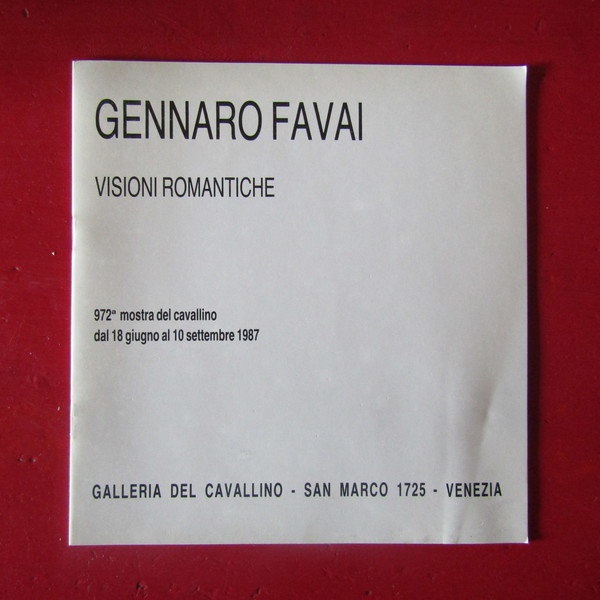 GENNARO FAVAI
VISIONI ROMANTICHE
972ª mostra del cavallino
dal 18 giugno al 10 settembre 1987
GALLERIA DEL CAVALLINO - SAN MARCO 1725 - VENEZIA